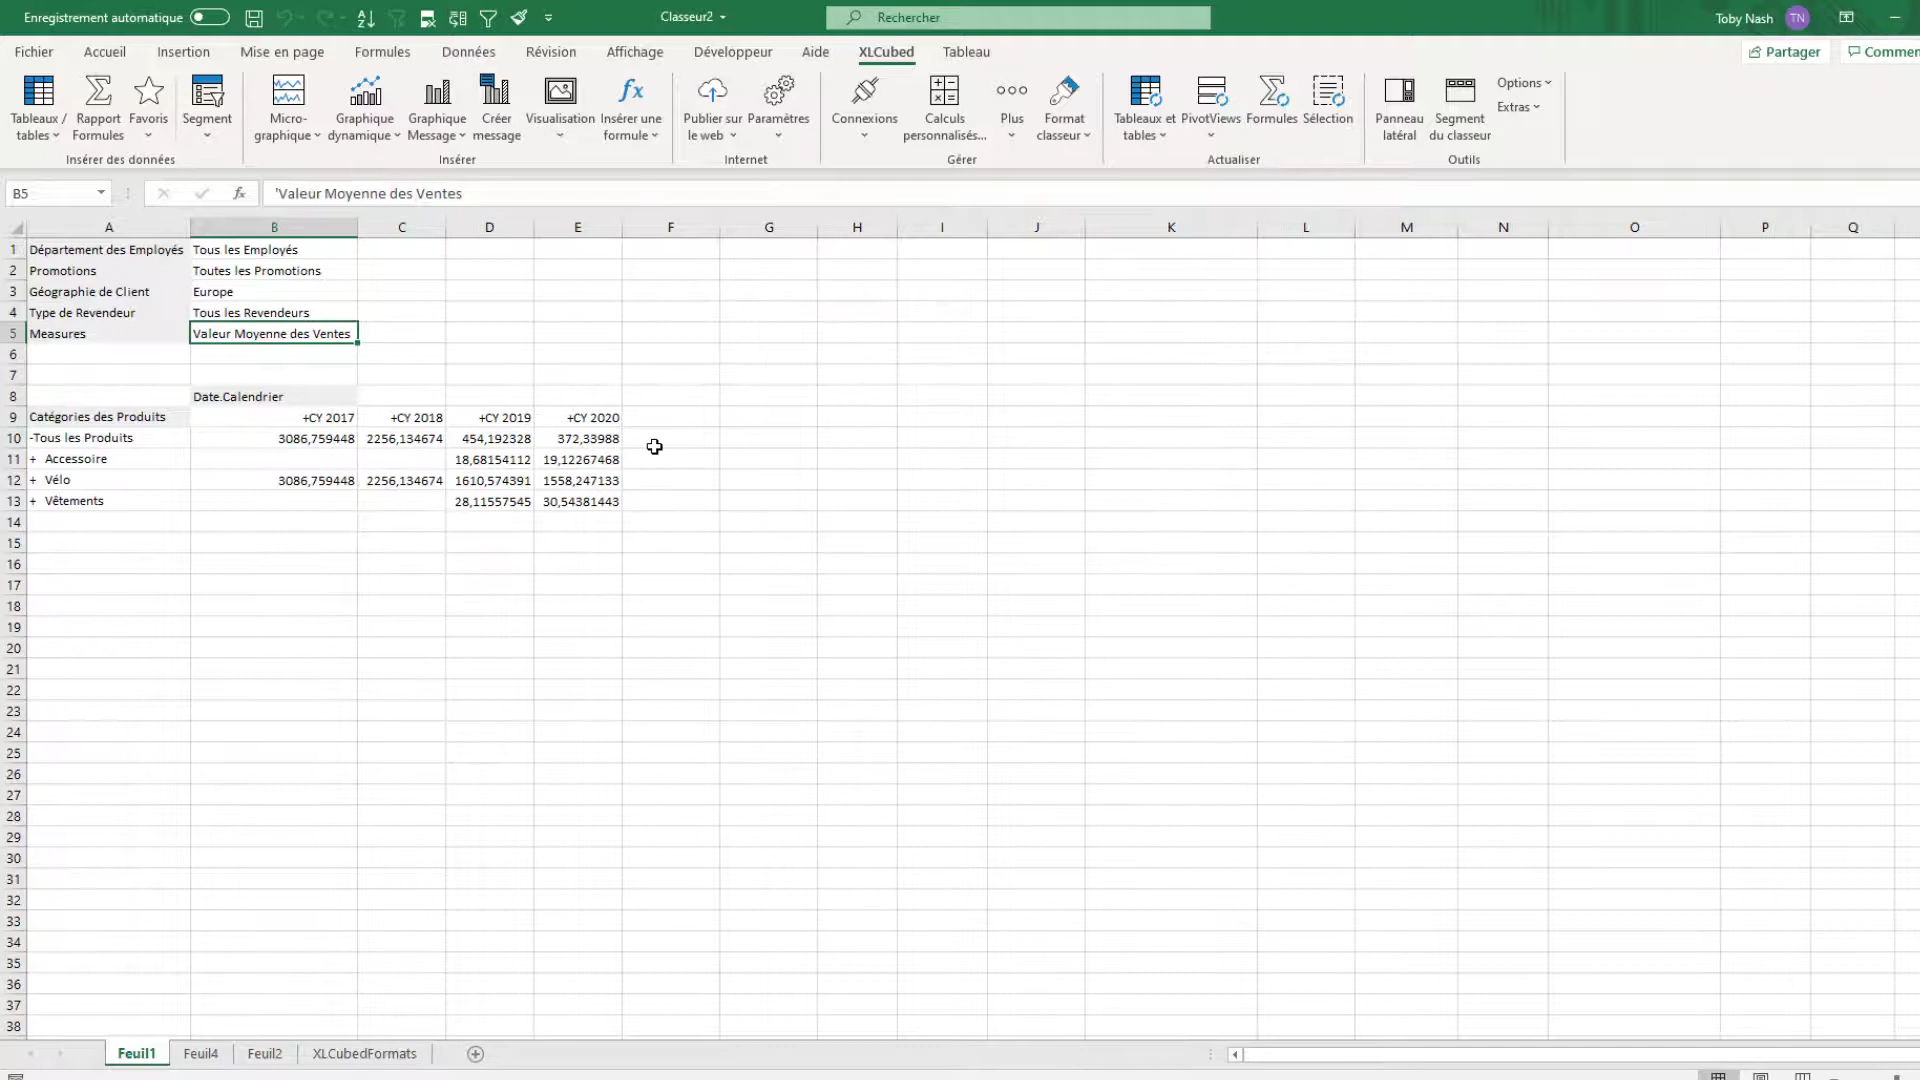 Enregistrement automatique
Classeur2
Rechercher
Toby Nash TN
Fichier Accueil Insertion Mise en page Formules Données Révision Affichage Développeur Aide XLCubed Tableau Partager Commen
Tableaux / tables
Rapport Formules
Favoris
Segment
Micro-graphique
Graphique dynamique
Graphique Message
Créer message
Visualisation
Insérer une formule
Publier sur le web
Paramètres
Connexions
Calculs personnalisés...
Plus
Format classeur
Tableaux et tables
PivotViews
Formules
Sélection
Panneau latéral
Segment du classeur
Options
Extras
Insérer des données Insérer Internet Gérer Actualiser Outils
B5 fx 'Valeur Moyenne des Ventes
A B C D E F G H I J K L M N O P Q
1 Département des Employés Tous les Employés
2 Promotions Toutes les Promotions
3 Géographie de Client Europe
4 Type de Revendeur Tous les Revendeurs
5 Measures Valeur Moyenne des Ventes
6
7
8 Date.Calendrier
9 Catégories des Produits +CY 2017 +CY 2018 +CY 2019 +CY 2020
10 -Tous les Produits 3086,759448 2256,134674 454,192328 372,33988
11 + Accessoire 18,68154112 19,12267468
12 + Vélo 3086,759448 2256,134674 1610,574391 1558,247133
13 + Vêtements 28,11557545 30,54381443
14
15
16
17
18
19
20
21
22
23
24
25
26
27
28
29
30
31
32
33
34
35
36
37
38
Feuil1 Feuil4 Feuil2 XLCubedFormats